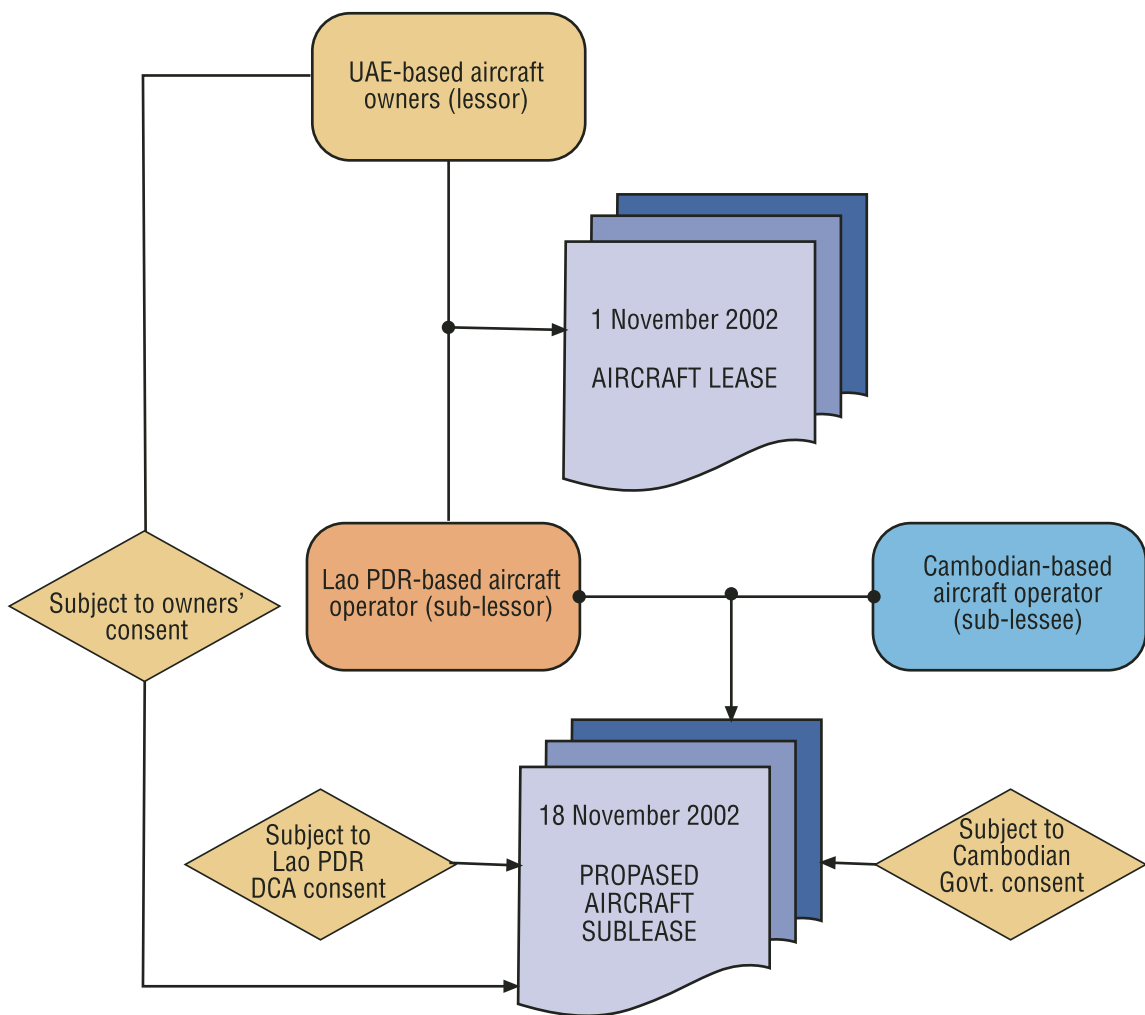 UAE-based aircraft
owners (lessor)
1 November 2002
AIRCRAFT LEASE
Lao PDR-based aircraft
operator (sub-lessor)
Cambodian-based
aircraft operator
(sub-lessee)
Subject to owners’
consent
18 November 2002
PROPASED
AIRCRAFT
SUBLEASE
Subject to
Lao PDR
DCA consent
Subject to
Cambodian
Govt. consent